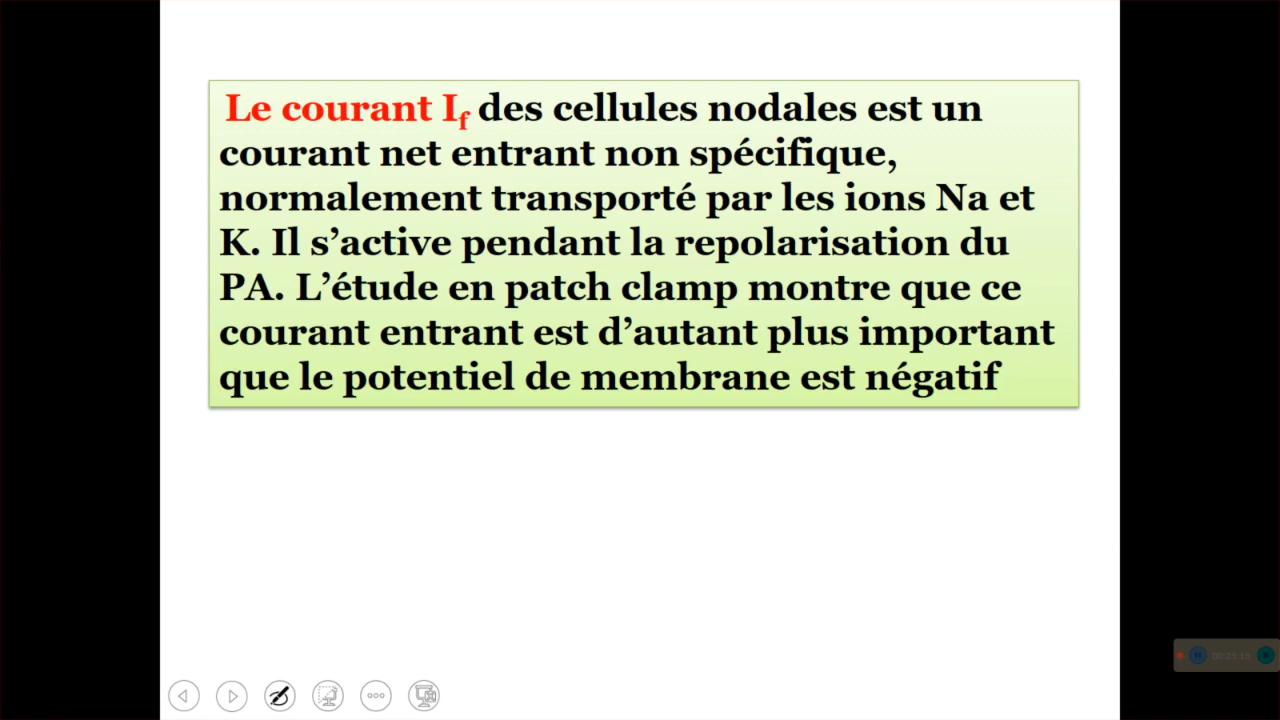 Le courant If des cellules nodales est un
courant net entrant non spécifique,
normalement transporté par les ions Na et
K. Il s’active pendant la repolarisation du
PA. L’étude en patch clamp montre que ce
courant entrant est d’autant plus important
que le potentiel de membrane est négatif